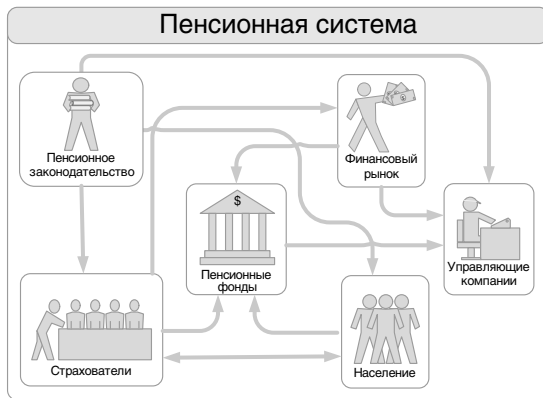 Пенсионная система
Пенсионное
законодательство
Финансовый
рынок
$
Пенсионные
фонды
Управляющие
компании
Страхователи
Население